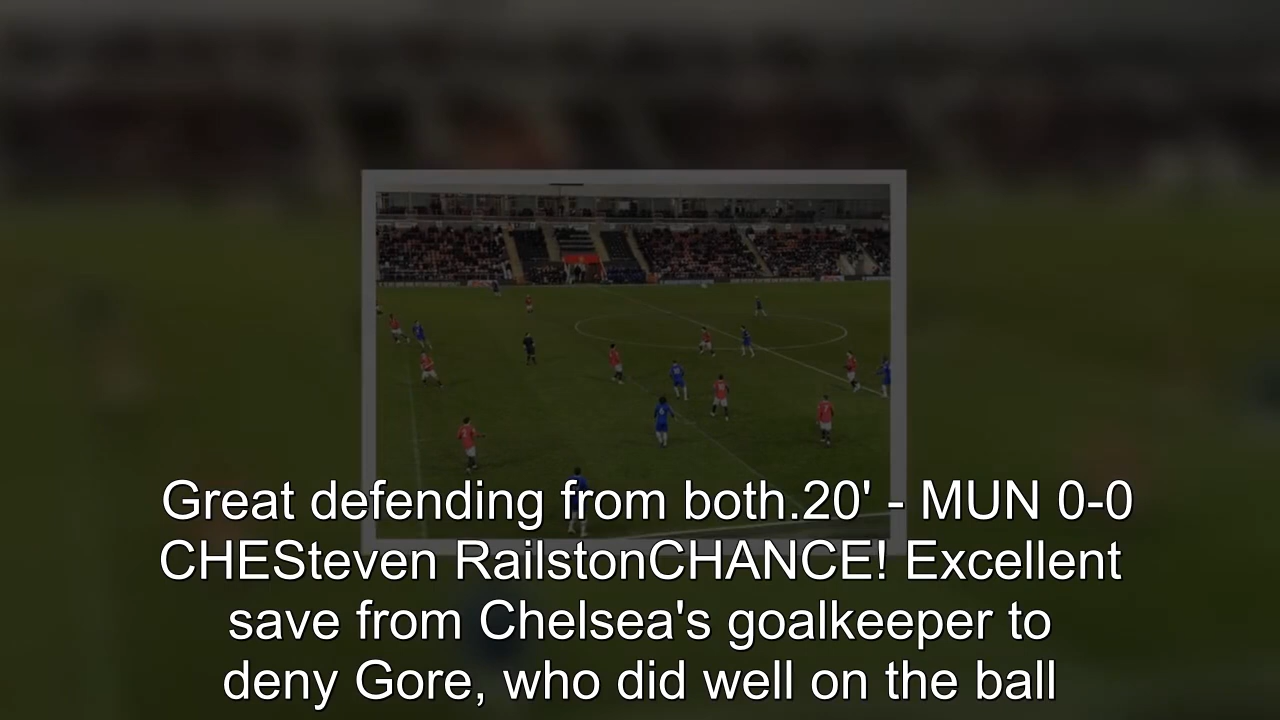 Great defending from both.20' - MUN 0-0
CHESteven RailstonCHANCE! Excellent
save from Chelsea's goalkeeper to
deny Gore, who did well on the ball